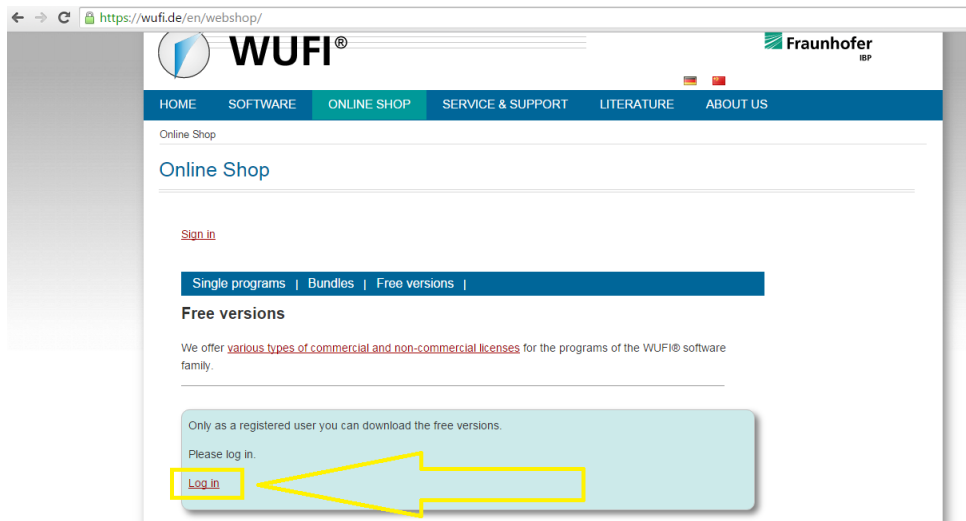 https://wufi.de/en/webshop/
WUFI®
Fraunhofer
IBP
HOME SOFTWARE ONLINE SHOP SERVICE & SUPPORT LITERATURE ABOUT US
Online Shop
Online Shop
Sign in
Single programs | Bundles | Free versions |
Free versions
We offer various types of commercial and non-commercial licenses for the programs of the WUFI® software
family.
Only as a registered user you can download the free versions.
Please log in.
Log in